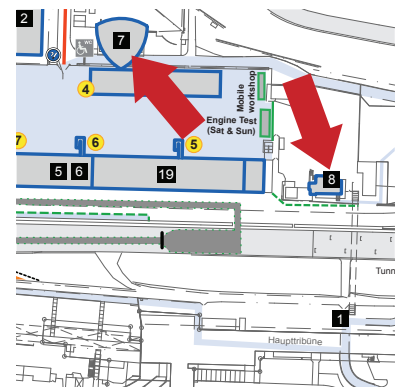 2
WC
7
4
Mobile
workshop
Engine Test
(Sat & Sun)
7
6
5
5 6
19
8
Tunn
1
Haupttribüne